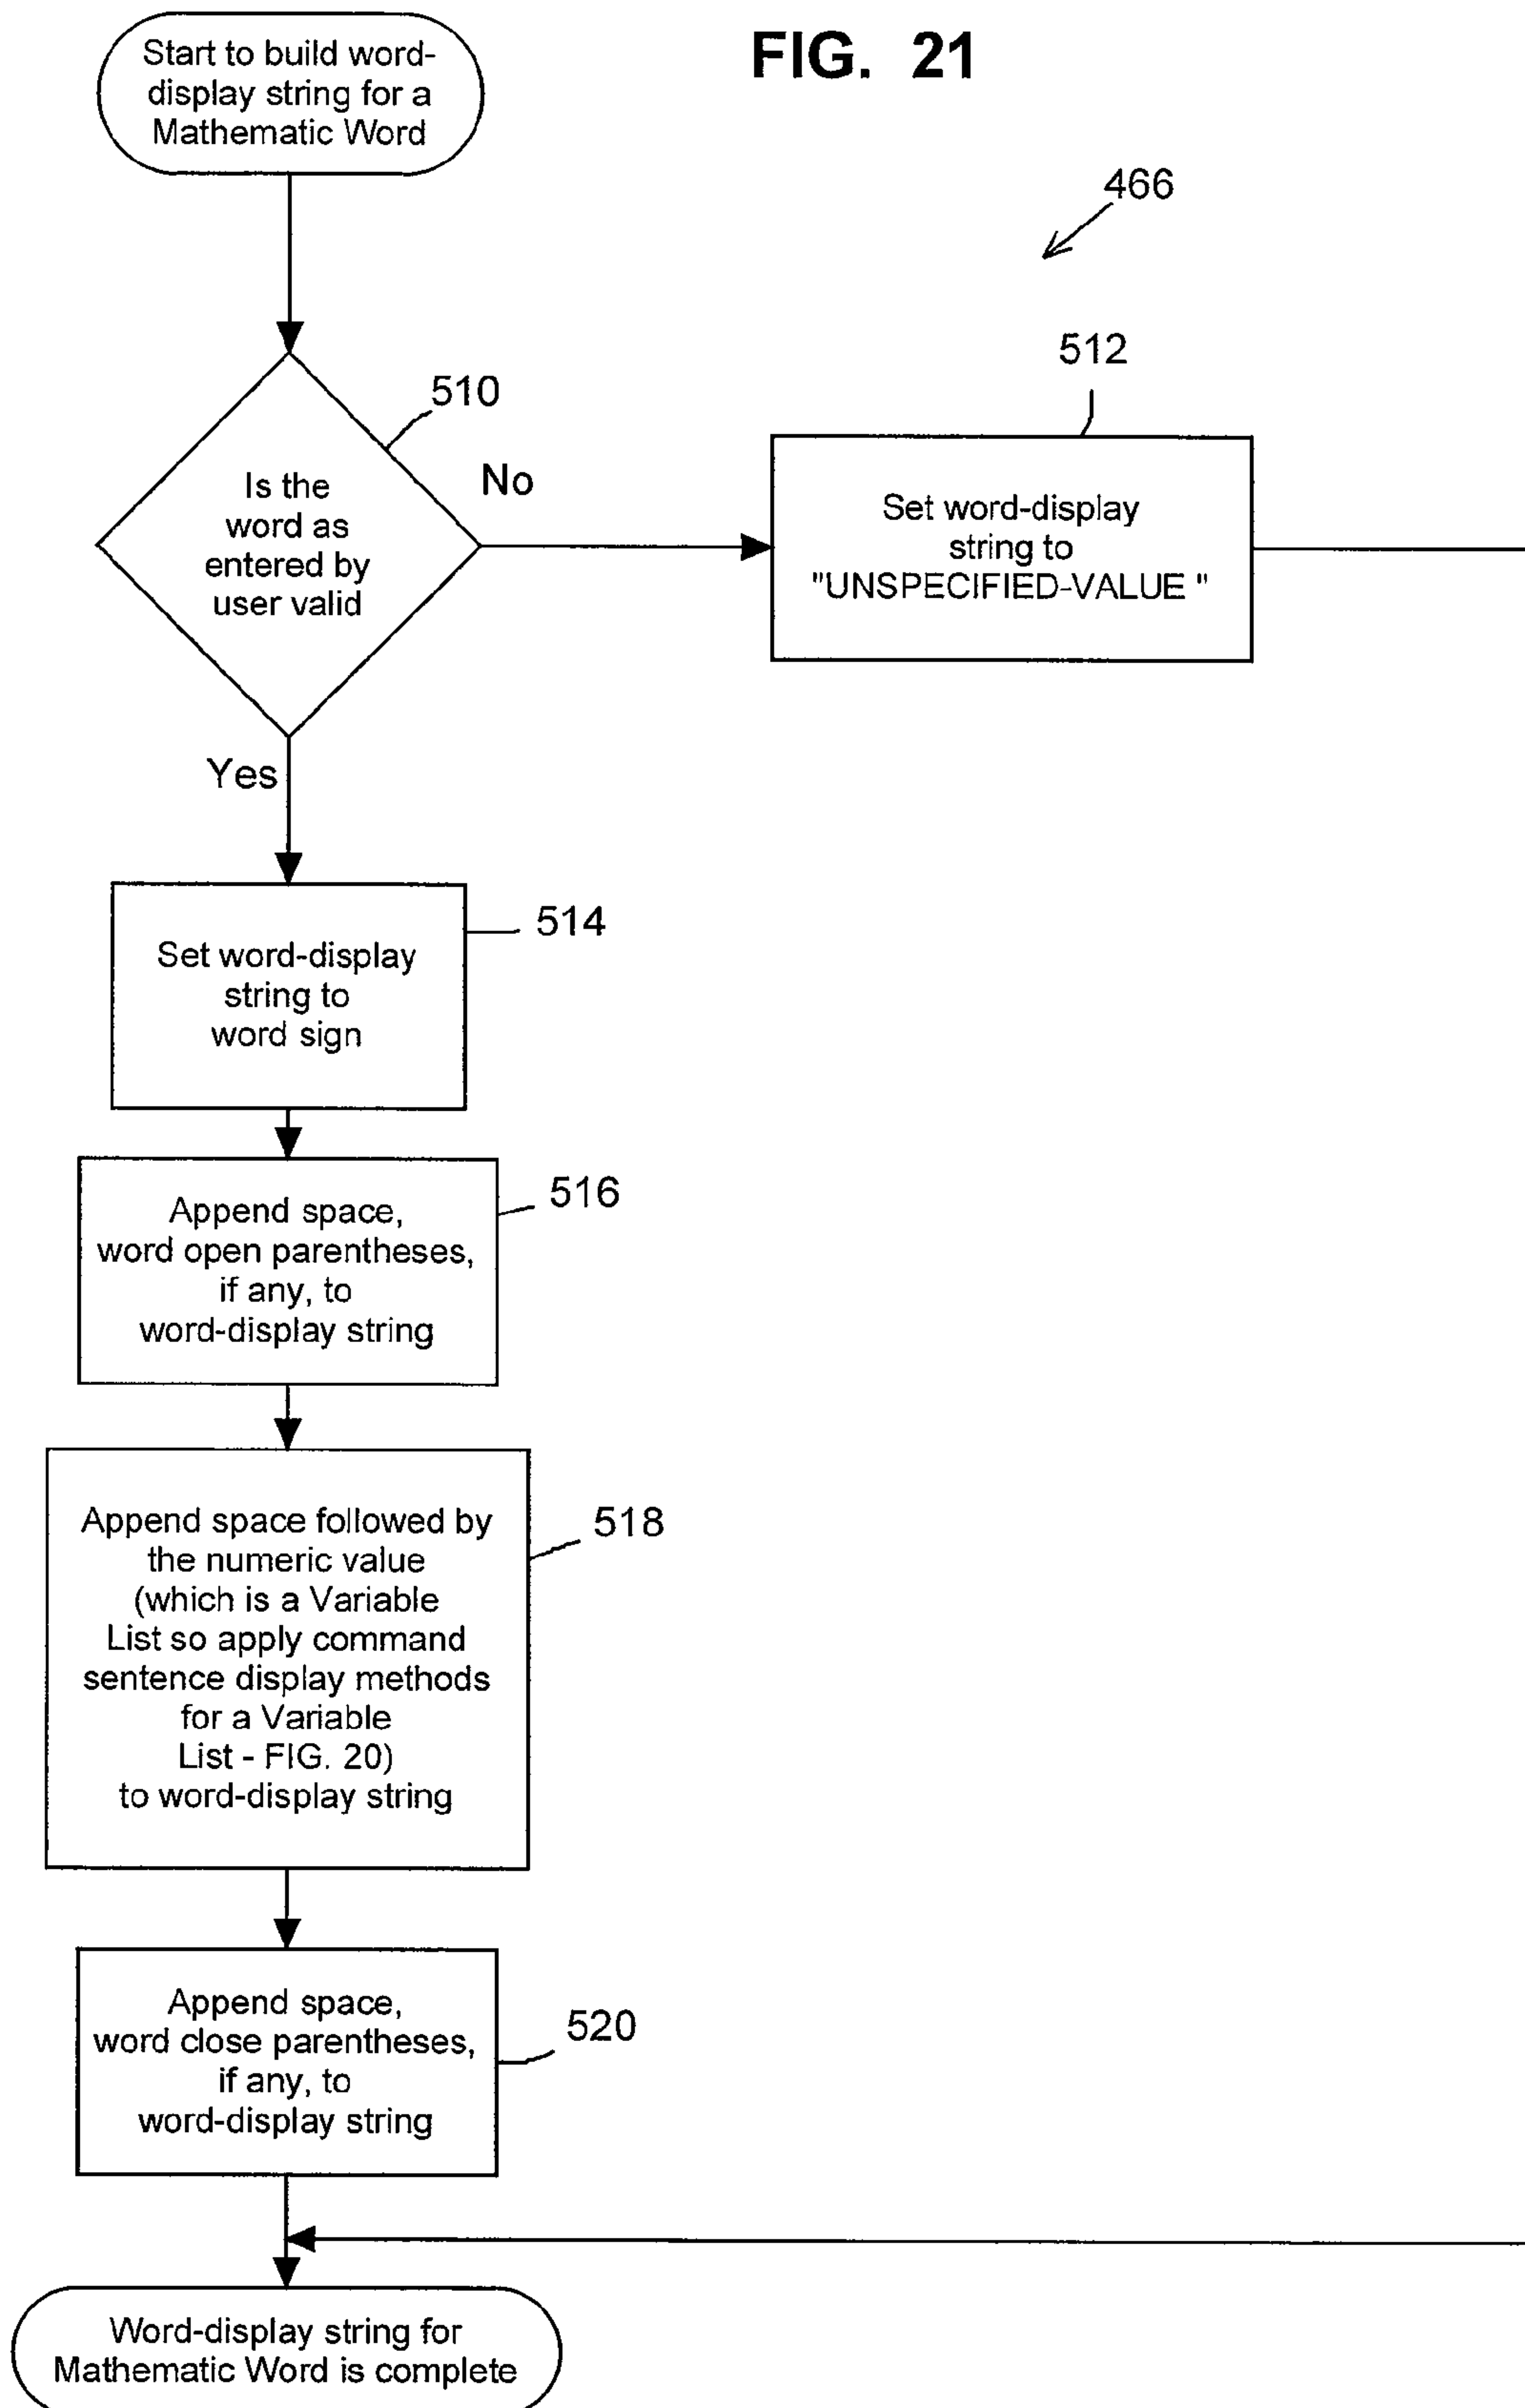 FIG. 21
Start to build word-
display string for a
Mathematic Word
466
510
Is the
word as
entered by
user valid
No
512
Set word-display
string to
"UNSPECIFIED-VALUE "
Yes
514
Set word-display
string to
word sign
516
Append space,
word open parentheses,
if any, to
word-display string
518
Append space followed by
the numeric value
(which is a Variable
List so apply command
sentence display methods
for a Variable
List - FIG. 20)
to word-display string
520
Append space,
word close parentheses,
if any, to
word-display string
Word-display string for
Mathematic Word is complete